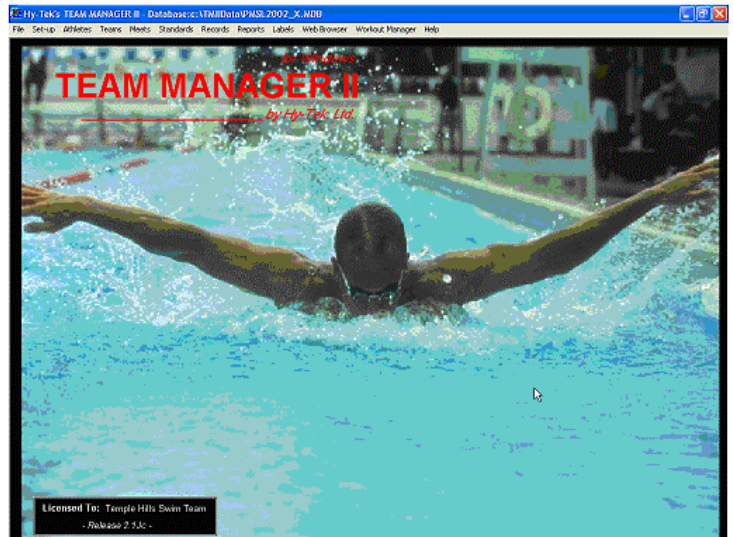 Hy-Tek's TEAM MANAGER II - Database:c:\TMIIData\PMSL2002_X.MDB
File Set-up Athletes Teams Meets Standards Records Reports Labels Web Browser Workout Manager Help
for Windows
TEAM MANAGER II
by Hy-Tek, Ltd.
Licensed To: Temple Hills Swim Team
- Release 2.1Jc -